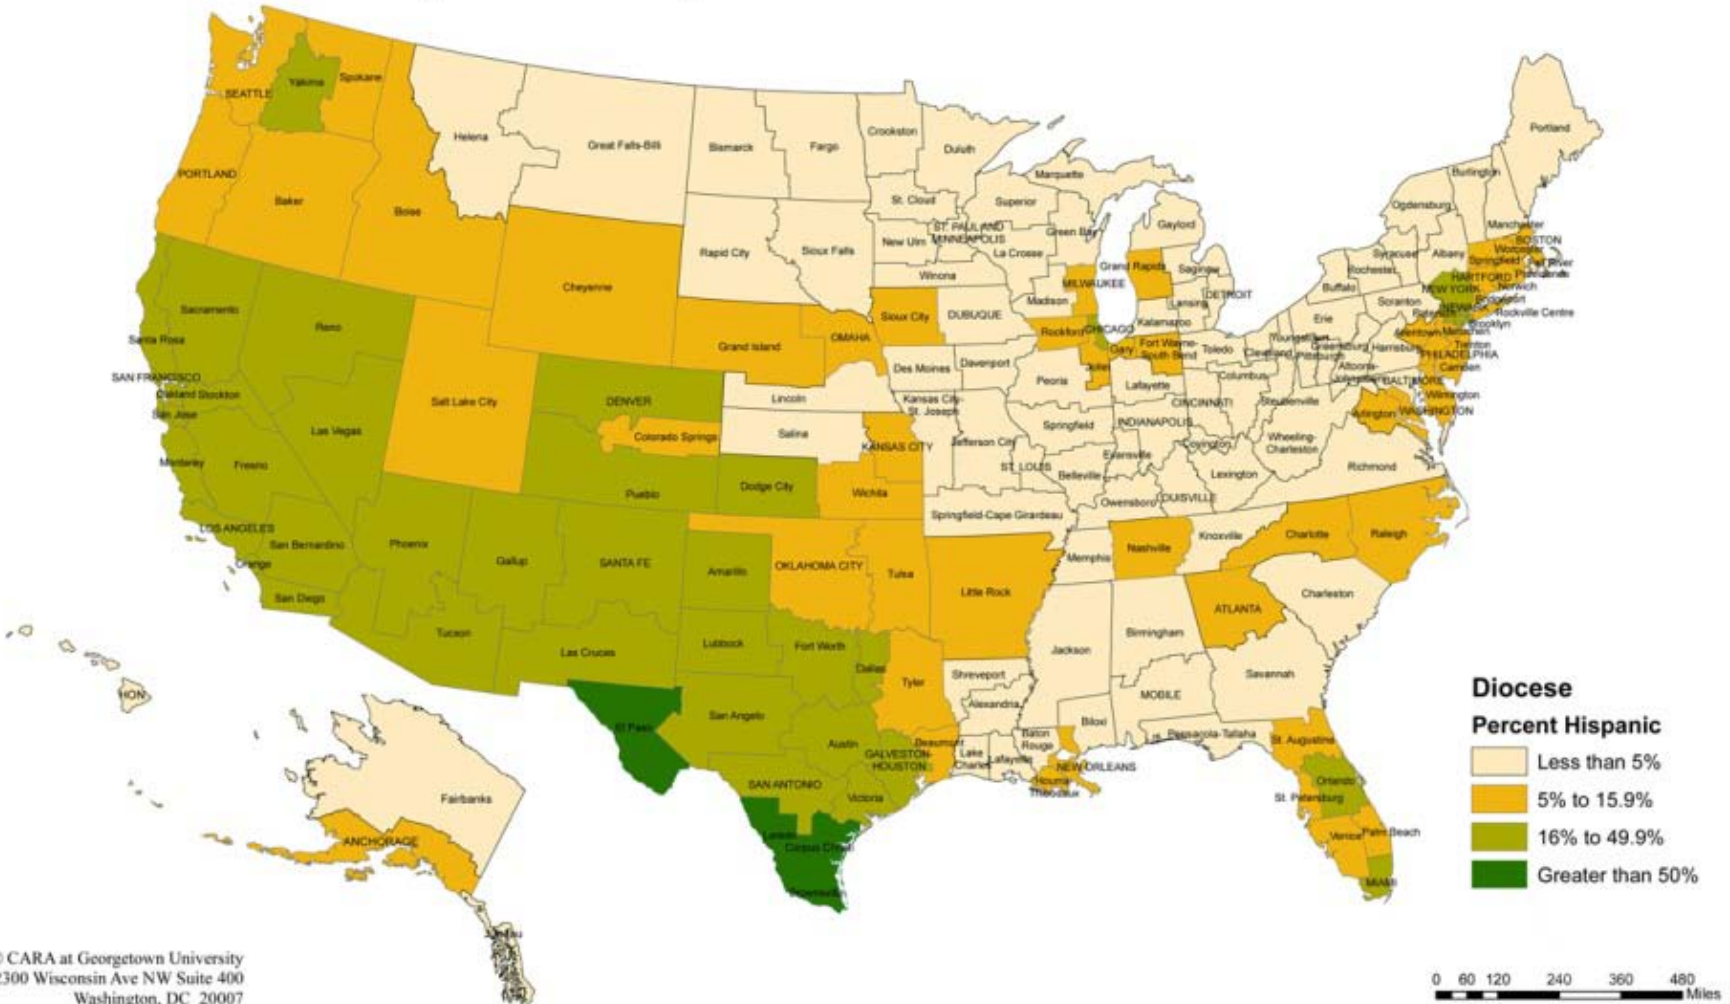 Yakima
Spokane
SEATTLE
Helena
Great Falls-Billi
Bismarck
Fargo
Crookston
Duluth
Portland
PORTLAND
Baker
Boise
Marquette
Burlington
St. Cloud
Superior
Ogdensburg
Rapid City
Sioux Falls
New Ulm
ST. PAUL AND
MINNEAPOLIS
Green Bay
Gaylord
Manchester
BOSTON
La Crosse
Syracuse
Albany
Worcester
Springfield
Fall River
Winona
Grand Rapids
Saginaw
Rochester
HARTFORD
Providence
Cheyenne
MILWAUKEE
Buffalo
NEW YORK
Norwich
Madison
Lansing
DETROIT
Scranton
Bridgeport
Sacramento
Reno
Sioux City
DUBUQUE
Rockford
CHICAGO
Kalamazoo
Erie
NEWARK
Paterson
Rockville Centre
Brooklyn
Santa Rosa
Grand Island
OMAHA
Gary
Fort Wayne-
South Bend
Toledo
Cleveland
Youngstown
Pittsburgh
Greensburg
Harrisburg
Allentown
Metuchen
Trenton
PHILADELPHIA
Des Moines
Davenport
Joliet
Peoria
Lafayette
Columbus
Altoona-
Johnstown
BALTIMORE
Camden
Wilmington
SAN FRANCISCO
Oakland
Stockton
San Jose
Salt Lake City
DENVER
Lincoln
Kansas City-
St. Joseph
CINCINNATI
Steubenville
Arlington
WASHINGTON
Las Vegas
Colorado Springs
Salina
KANSAS CITY
Jefferson City
Springfield
INDIANAPOLIS
Covington
Wheeling-
Charleston
Monterey
Fresno
ST. LOUIS
Belleville
Evansville
Lexington
Richmond
Pueblo
Dodge City
Wichita
Owensboro
LOUISVILLE
Springfield-Cape Girardeau
LOS ANGELES
San Bernardino
Orange
San Diego
Phoenix
Gallup
SANTA FE
Amarillo
OKLAHOMA CITY
Tulsa
Little Rock
Memphis
Nashville
Knoxville
Charlotte
Raleigh
Tucson
Las Cruces
Lubbock
Fort Worth
Dallas
Tyler
Shreveport
Alexandria
Jackson
Birmingham
ATLANTA
Charleston
Savannah
HON
El Paso
San Angelo
Austin
GALVESTON-
HOUSTON
Beaumont
Lake
Charles
Lafayette
Baton
Rouge
Biloxi
MOBILE
Pensacola-Tallaha
NEW ORLEANS
Houma-
Thibodaux
St. Augustine
Orlando
St. Petersburg
Venice
Palm Beach
MIAMI
SAN ANTONIO
Victoria
Laredo
Corpus Christi
Brownsville
Fairbanks
ANCHORAGE
Juneau
Diocese
Percent Hispanic
Less than 5%
5% to 15.9%
16% to 49.9%
Greater than 50%
CARA at Georgetown University
2300 Wisconsin Ave NW Suite 400
Washington, DC 20007
0 60 120 240 360 480
Miles